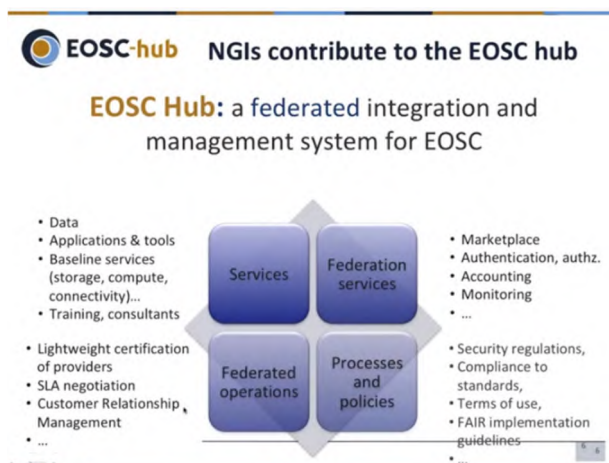 EOSC-hub
NGIs contribute to the EOSC hub
EOSC Hub: a federated integration and
management system for EOSC
• Data
• Applications & tools
• Baseline services
(storage, compute,
connectivity)...
• Training, consultants
• Lightweight certification
of providers
• SLA negotiation
• Customer Relationship
Management
• ...
Services
Federation
services
Federated
operations
Processes
and
policies
• Marketplace
• Authentication, authz.
• Accounting
• Monitoring
• ...
• Security regulations,
• Compliance to
standards,
• Terms of use,
• FAIR implementation
guidelines
• ...
6 6